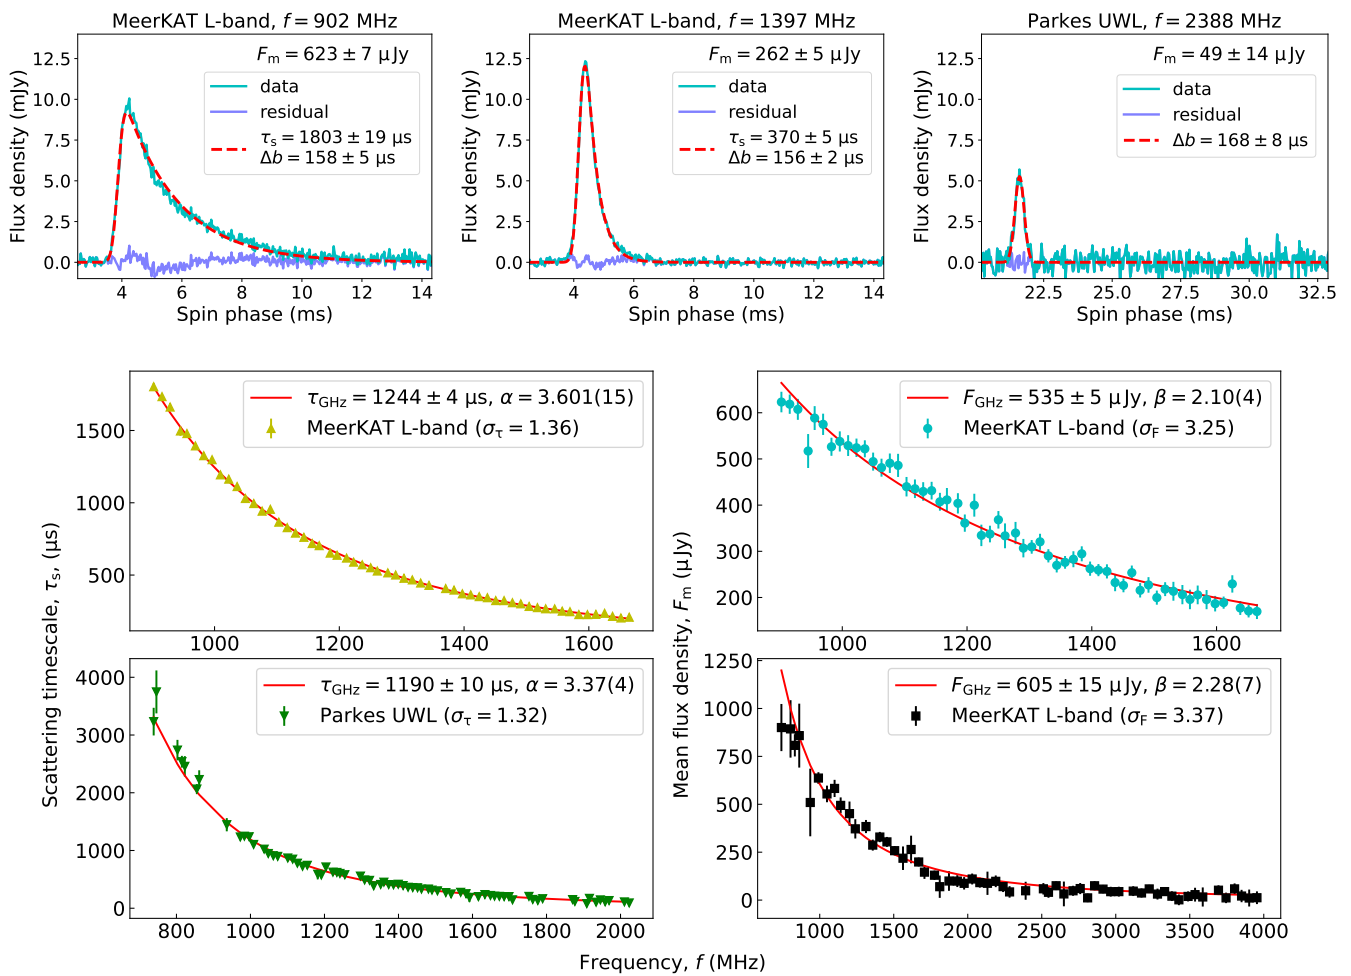 MeerKAT L-band, f = 902 MHz
F_m = 623 ± 7 μJy
data
residual
τ_s = 1803 ± 19 μs
Δb = 158 ± 5 μs
12.5
10.0
7.5
5.0
2.5
0.0
Flux density (mJy)
4 6 8 10 12 14
Spin phase (ms)
MeerKAT L-band, f = 1397 MHz
F_m = 262 ± 5 μJy
data
residual
τ_s = 370 ± 5 μs
Δb = 156 ± 2 μs
12.5
10.0
7.5
5.0
2.5
0.0
Flux density (mJy)
4 6 8 10 12 14
Spin phase (ms)
Parkes UWL, f = 2388 MHz
F_m = 49 ± 14 μJy
data
residual
Δb = 168 ± 8 μs
12.5
10.0
7.5
5.0
2.5
0.0
Flux density (mJy)
22.5 25.0 27.5 30.0 32.5
Spin phase (ms)
τ_GHz = 1244 ± 4 μs, α = 3.601(15)
MeerKAT L-band (σ_τ = 1.36)
1500
1000
500
1000 1200 1400 1600
Scattering timescale, τ_s, (μs)
τ_GHz = 1190 ± 10 μs, α = 3.37(4)
Parkes UWL (σ_τ = 1.32)
4000
3000
2000
1000
0
800 1000 1200 1400 1600 1800 2000
F_GHz = 535 ± 5 μJy, β = 2.10(4)
MeerKAT L-band (σ_F = 3.25)
600
500
400
300
200
1000 1200 1400 1600
Mean flux density, F_m (μJy)
F_GHz = 605 ± 15 μJy, β = 2.28(7)
MeerKAT L-band (σ_F = 3.37)
1250
1000
750
500
250
0
1000 1500 2000 2500 3000 3500 4000
Frequency, f (MHz)